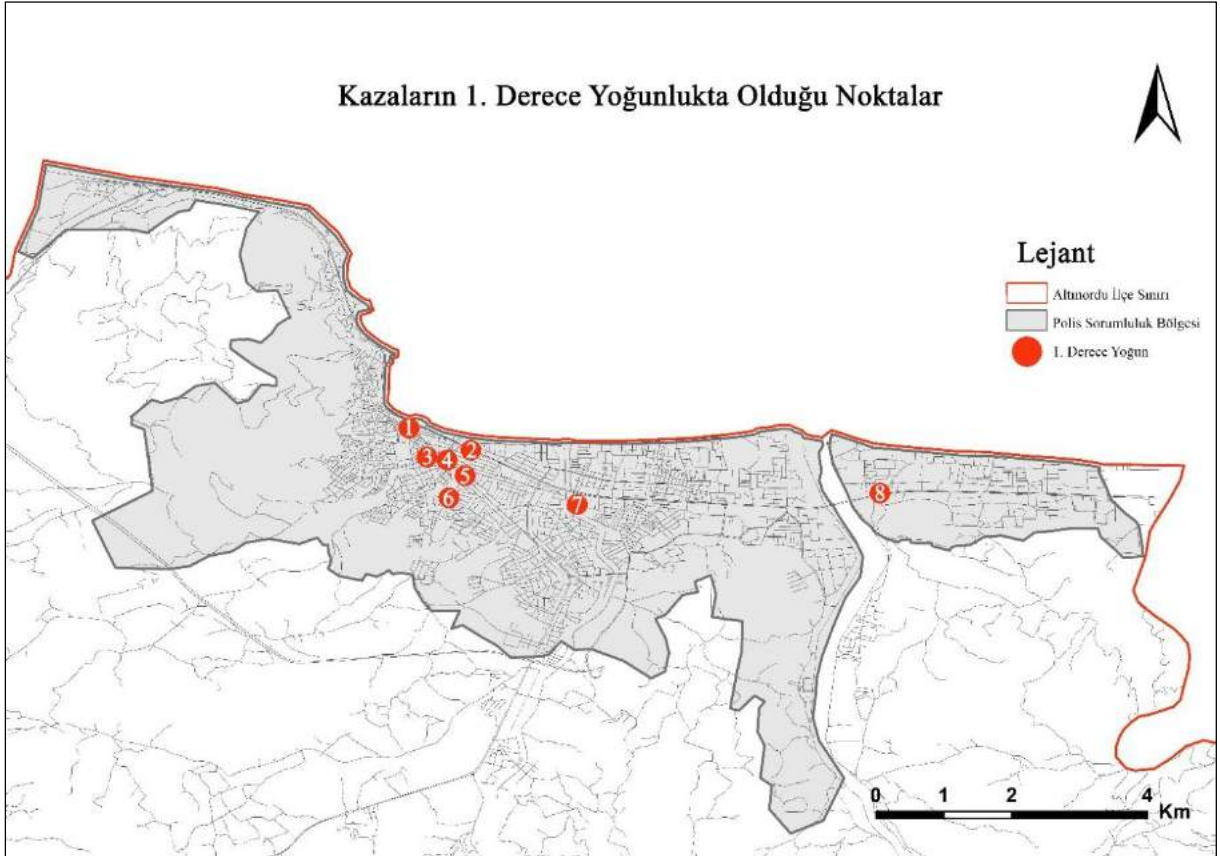 Kazaların 1. Derece Yoğunlukta Olduğu Noktalar
Lejant
Altınordu İlçe Sınırı
Polis Sorumluluk Bölgesi
1. Derece Yoğun
1
2
3
4
5
6
7
8
0 1 2 4
Km